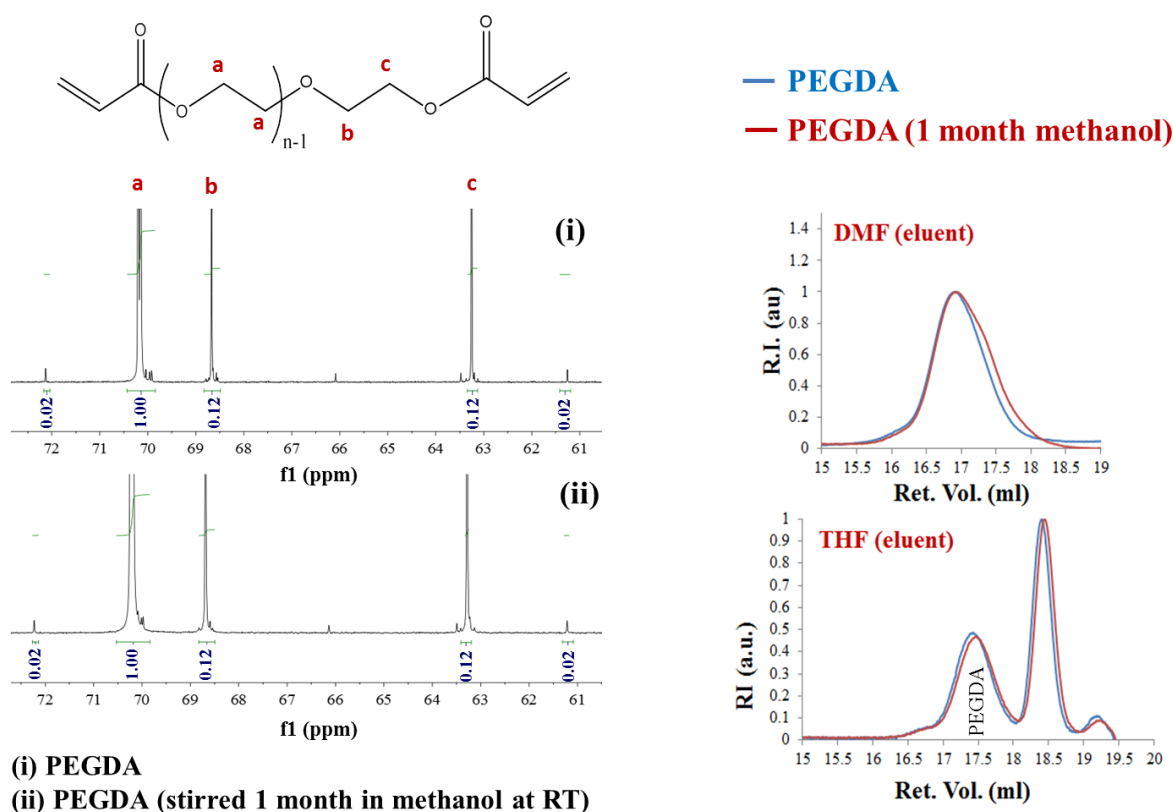 O
O
a
c
O
O
O
a
b
n-1
PEGDA
PEGDA (1 month methanol)
a
b
c
(i)
0.02
1.00
0.12
0.12
0.02
72 71 70 69 68 67 66 65 64 63 62 61
f1 (ppm)
(ii)
0.02
1.00
0.12
0.12
0.02
72 71 70 69 68 67 66 65 64 63 62 61
f1 (ppm)
(i) PEGDA
(ii) PEGDA (stirred 1 month in methanol at RT)
DMF (eluent)
R.I. (au)
1.4
1.2
1
0.8
0.6
0.4
0.2
0
15 15.5 16 16.5 17 17.5 18 18.5 19
Ret. Vol. (ml)
THF (eluent)
RI (a.u.)
1
0.9
0.8
0.7
0.6
0.5
0.4
0.3
0.2
0.1
0
PEGDA
15 15.5 16 16.5 17 17.5 18 18.5 19 19.5 20
Ret. Vol. (ml)